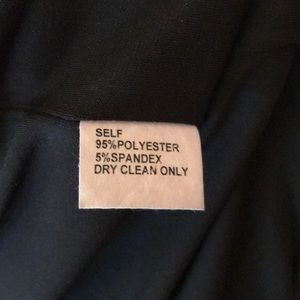 SELF
95%POLYESTER
5%SPANDEX
DRY CLEAN ONLY